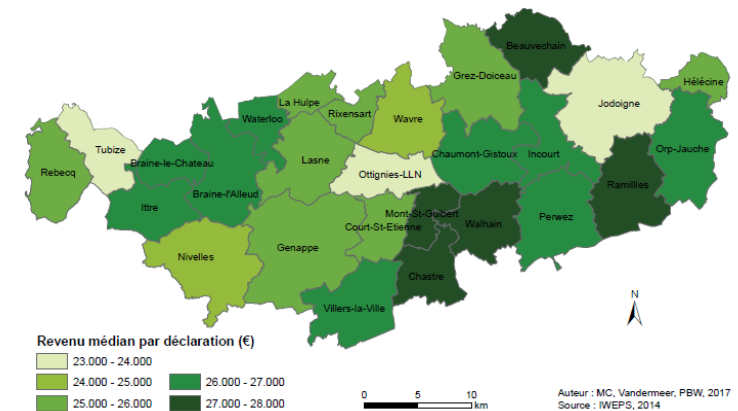 Beauvechain
Grez-Doiceau
Hélécine
La Hulpe
Jodoigne
Rixensart
Waterloo
Wavre
Tubize
Chaumont-Gistoux
Incourt
Orp-Jauche
Braine-le-Chateau
Lasne
Rebecq
Ottignies-LLN
Ramillies
Braine-l'Alleud
Ittre
Mont-St-Guibert
Perwez
Walhain
Court-St-Etienne
Genappe
Nivelles
Chastre
Villers-la-Ville
N
Revenu médian par déclaration (€)
23.000 - 24.000
24.000 - 25.000 26.000 - 27.000
25.000 - 26.000 27.000 - 28.000
0 5 10
km
Auteur : MC, Vandermeer, PBW, 2017
Source : IWEPS, 2014